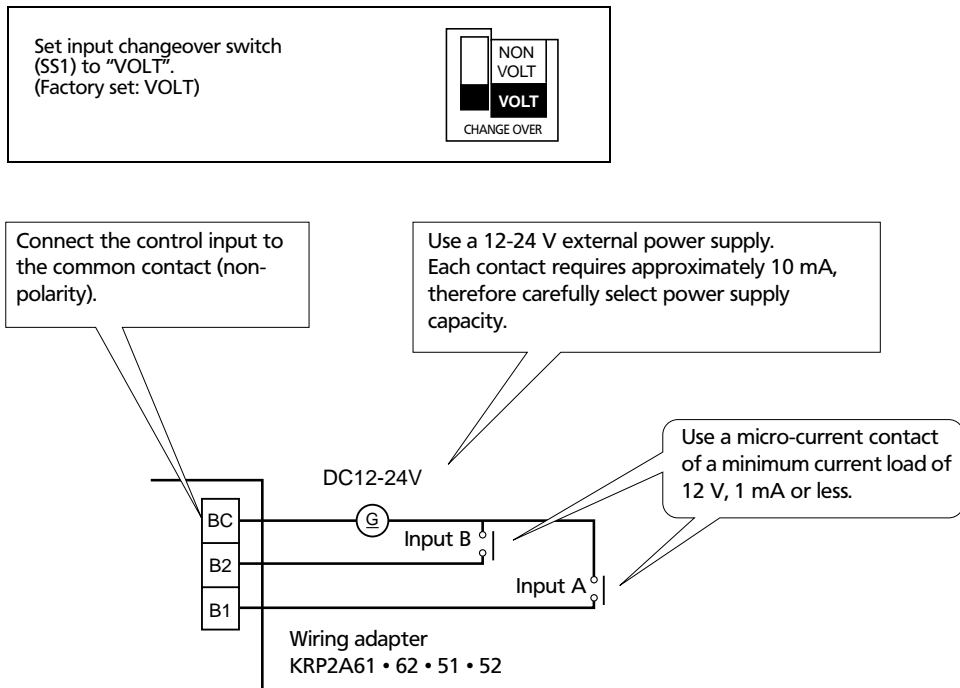 Set input changeover switch
(SS1) to “VOLT”.
(Factory set: VOLT)
NON
VOLT
VOLT
CHANGE OVER
Connect the control input to
the common contact (non-
polarity).
Use a 12-24 V external power supply.
Each contact requires approximately 10 mA,
therefore carefully select power supply
capacity.
Use a micro-current contact
of a minimum current load of
12 V, 1 mA or less.
DC12-24V
BC
G
Input B
B2
Input A
B1
Wiring adapter
KRP2A61 • 62 • 51 • 52